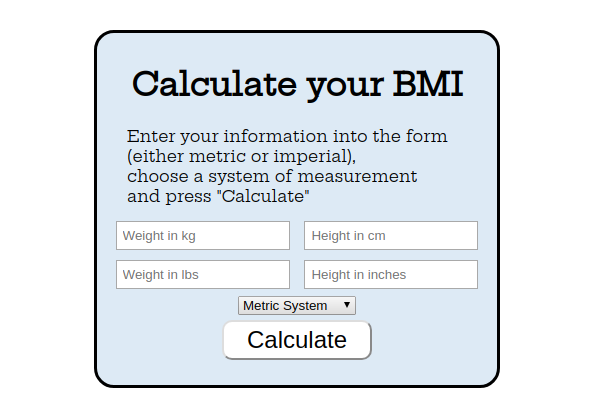 Calculate your BMI
Enter your information into the form
(either metric or imperial),
choose a system of measurement
and press "Calculate"
Weight in kg Height in cm
Weight in lbs Height in inches
Metric System
Calculate